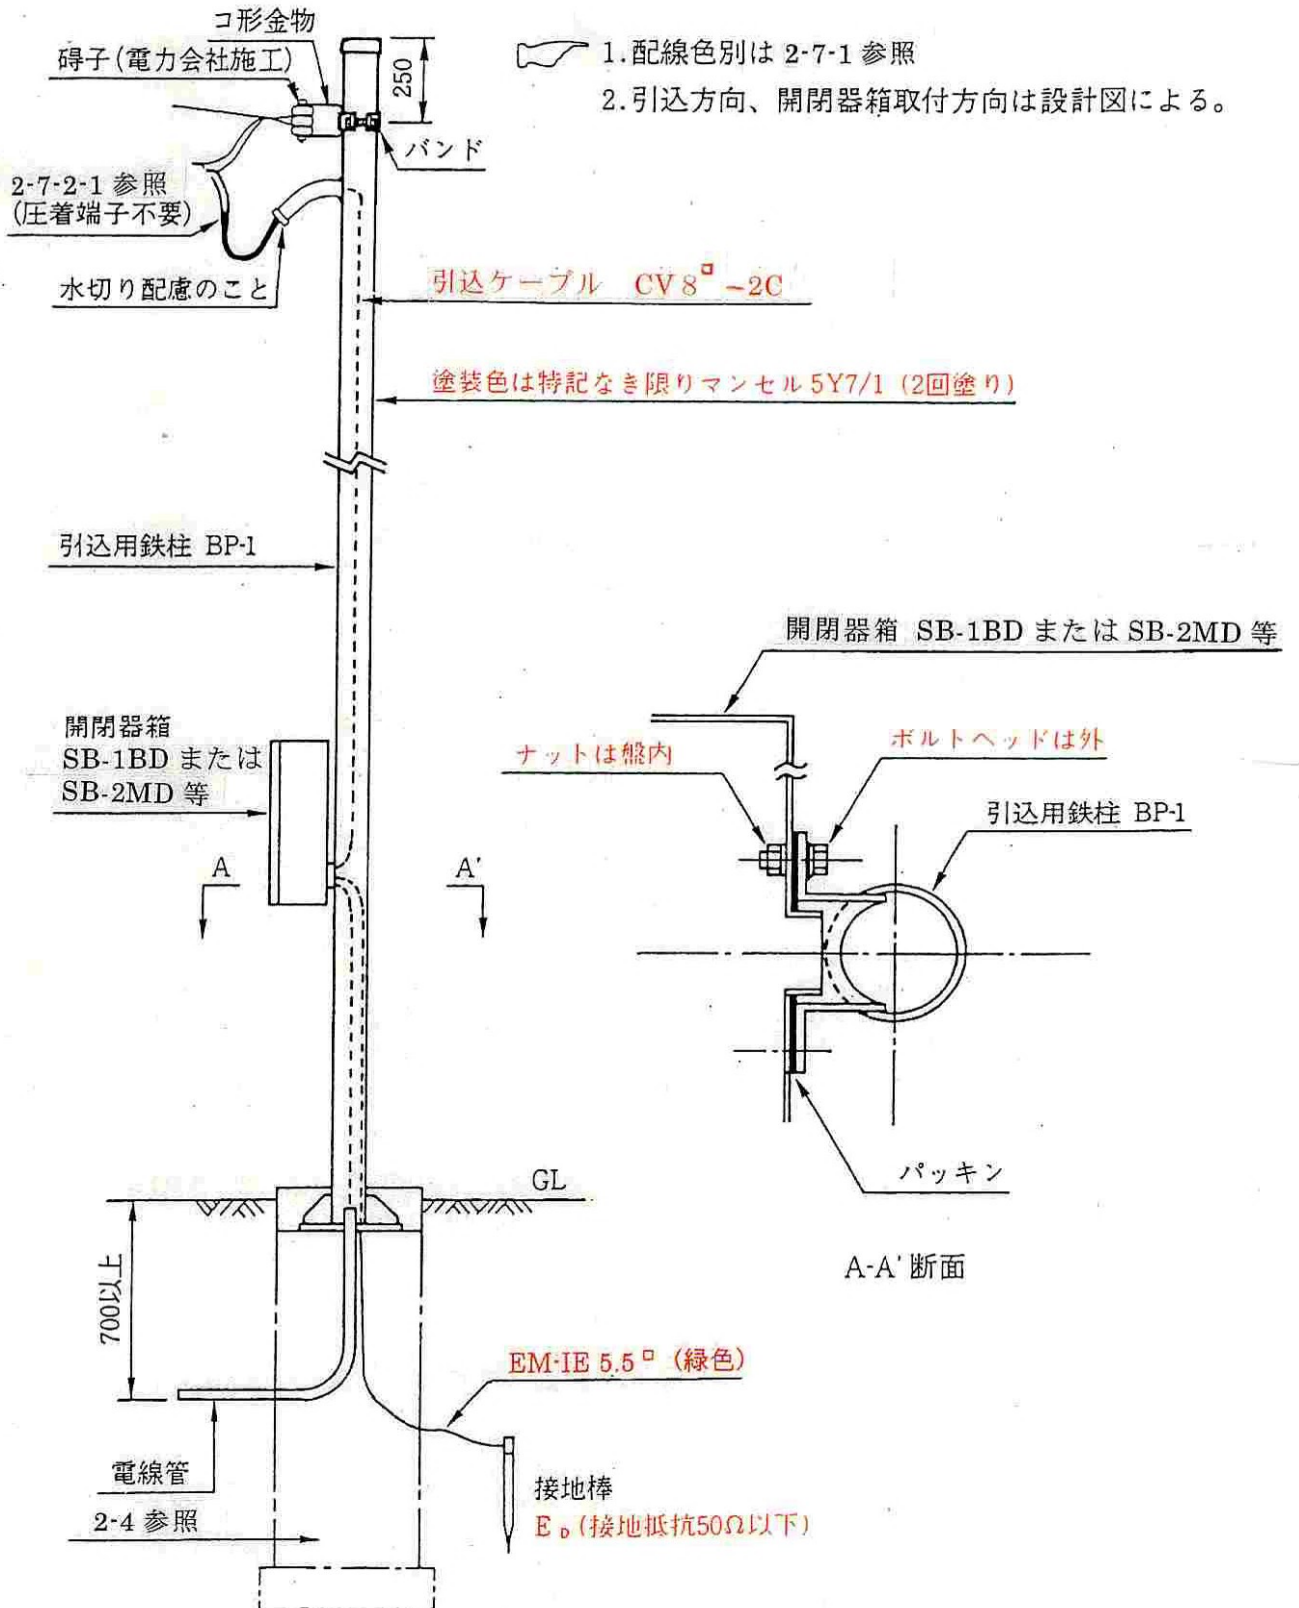 コ形金物
碍子(電力会社施工)
250
1.配線色別は 2-7-1 参照
2.引込方向、開閉器箱取付方向は設計図による。
バンド
2-7-2-1 参照
(圧着端子不要)
水切り配慮のこと
引込ケーブル CV 8□ -2C
塗装色は特記なき限りマンセル 5Y7/1 (2回塗り)
引込用鉄柱 BP-1
開閉器箱 SB-1BD または SB-2MD 等
開閉器箱
SB-1BD または
SB-2MD 等
ナットは盤内
ボルトヘッドは外
引込用鉄柱 BP-1
A
A'
パッキン
GL
A-A' 断面
700以上
EM-IE 5.5□ (緑色)
電線管
2-4 参照
接地棒
ED (接地抵抗50Ω以下)